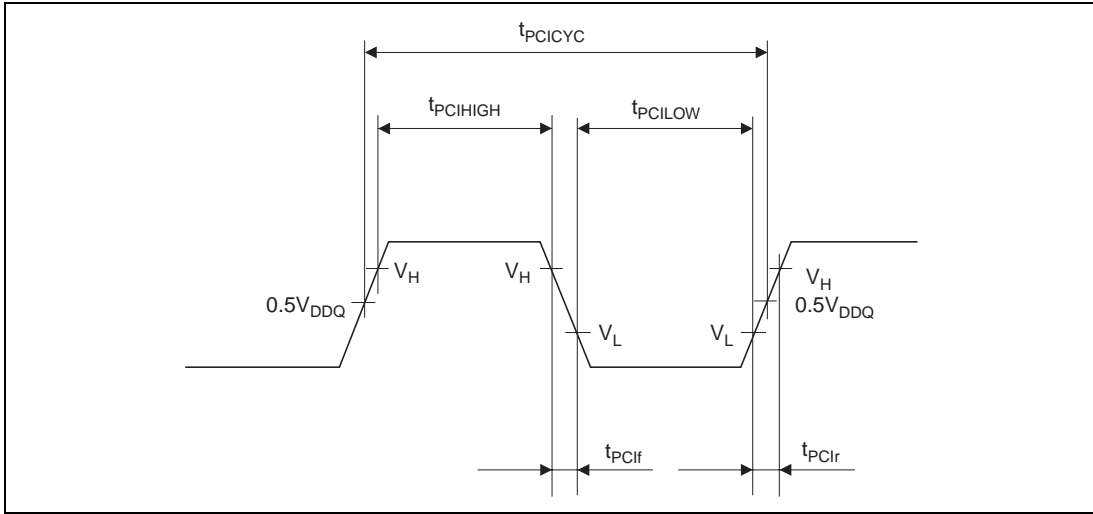 tPCICYC
tPCIHIGH
tPCILOW
VH
VH
VH
0.5VDDQ
0.5VDDQ
VL
VL
tPCIf
tPCIr